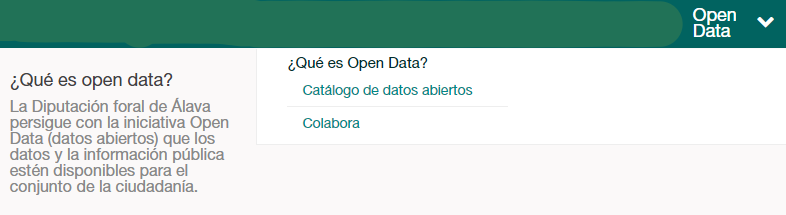 Open
Data
¿Qué es open data?
La Diputación foral de Álava
persigue con la iniciativa Open
Data (datos abiertos) que los
datos y la información pública
estén disponibles para el
conjunto de la ciudadanía.
¿Qué es Open Data?
Catálogo de datos abiertos
Colabora